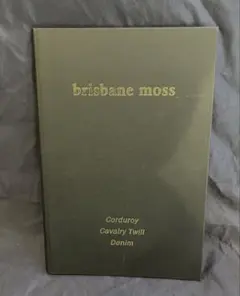 brisbane moss
Corduroy
Cavalry Twill
Denim